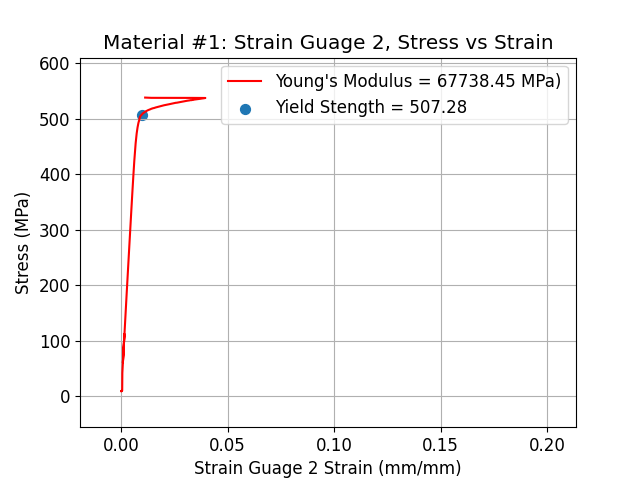 Material #1: Strain Guage 2, Stress vs Strain
Young's Modulus = 67738.45 MPa)
Yield Stength = 507.28
600
500
400
300
200
100
0
Stress (MPa)
0.00 0.05 0.10 0.15 0.20
Strain Guage 2 Strain (mm/mm)